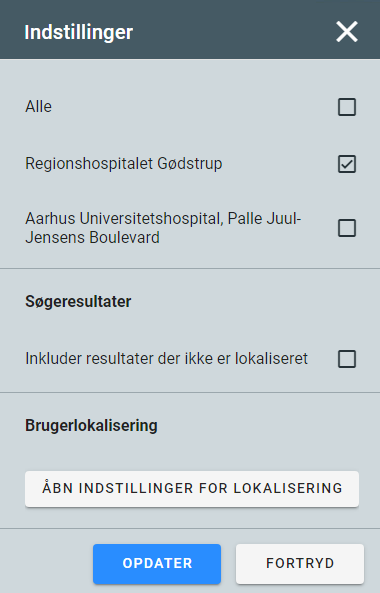 Indstillinger
Alle
Regionshospitalet Gødstrup
Aarhus Universitetshospital, Palle Juul-
Jensens Boulevard
Søgeresultater
Inkluder resultater der ikke er lokaliseret
Brugerlokalisering
ÅBN INDSTILLINGER FOR LOKALISERING
OPDATER
FORTRYD